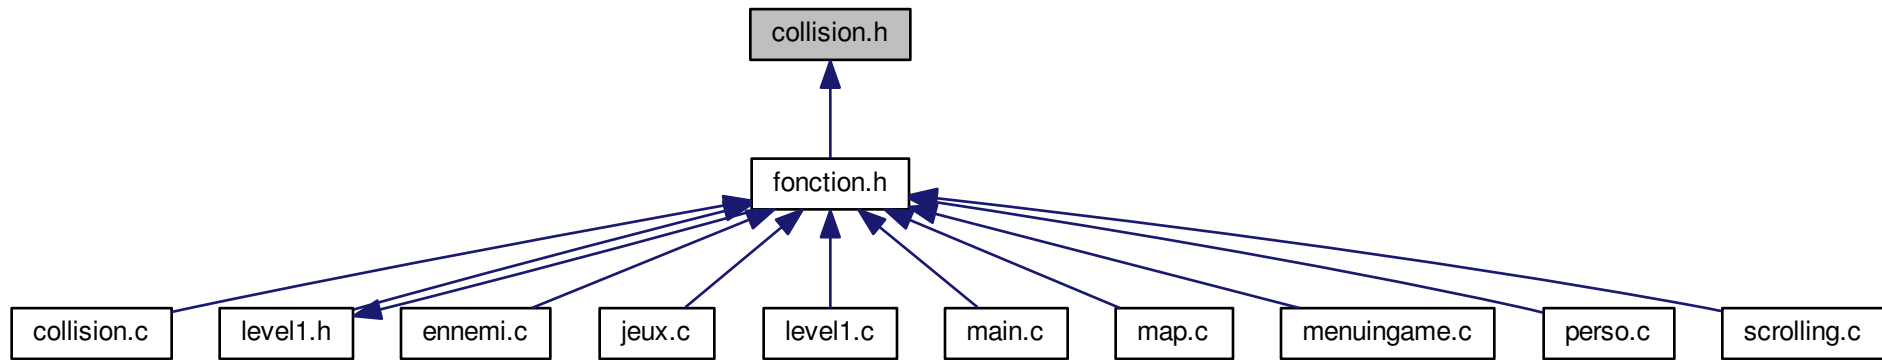 collision.h
fonction.h
collision.c
level1.h
ennemi.c
jeux.c
level1.c
main.c
map.c
menuingame.c
perso.c
scrolling.c